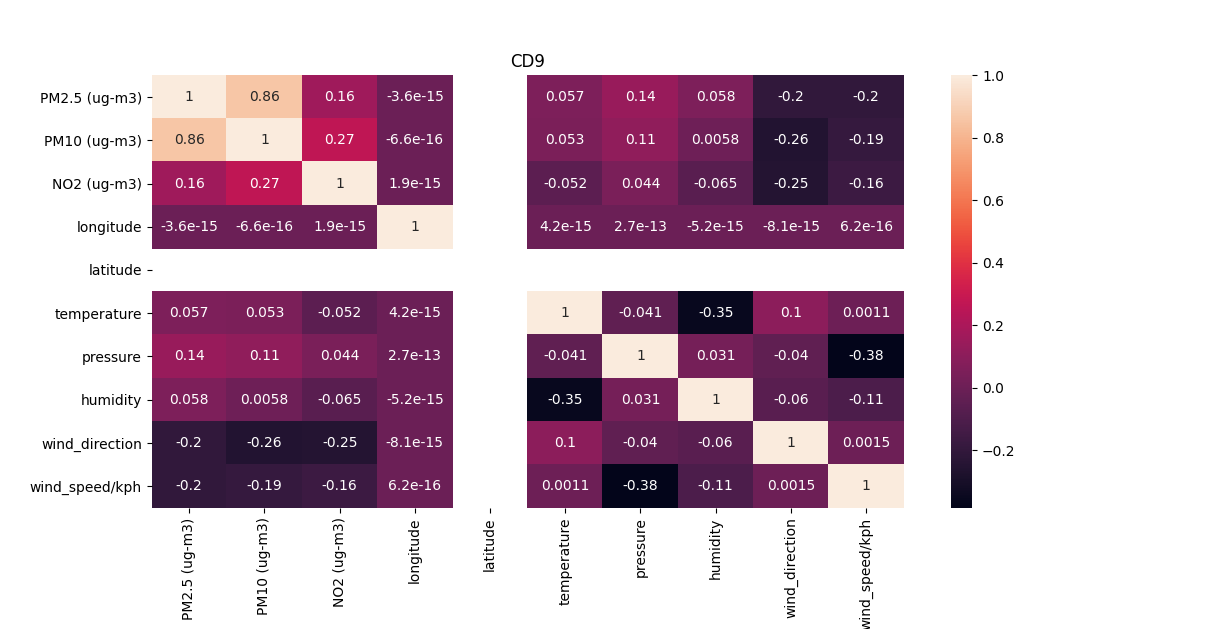 CD9
PM2.5 (ug-m3) 1 0.86 0.16 -3.6e-15 0.057 0.14 0.058 -0.2 -0.2
PM10 (ug-m3) 0.86 1 0.27 -6.6e-16 0.053 0.11 0.0058 -0.26 -0.19
NO2 (ug-m3) 0.16 0.27 1 1.9e-15 -0.052 0.044 -0.065 -0.25 -0.16
longitude -3.6e-15 -6.6e-16 1.9e-15 1 4.2e-15 2.7e-13 -5.2e-15 -8.1e-15 6.2e-16
latitude
temperature 0.057 0.053 -0.052 4.2e-15 1 -0.041 -0.35 0.1 0.0011
pressure 0.14 0.11 0.044 2.7e-13 -0.041 1 0.031 -0.04 -0.38
humidity 0.058 0.0058 -0.065 -5.2e-15 -0.35 0.031 1 -0.06 -0.11
wind_direction -0.2 -0.26 -0.25 -8.1e-15 0.1 -0.04 -0.06 1 0.0015
wind_speed/kph -0.2 -0.19 -0.16 6.2e-16 0.0011 -0.38 -0.11 0.0015 1
PM2.5 (ug-m3)
PM10 (ug-m3)
NO2 (ug-m3)
longitude
latitude
temperature
pressure
humidity
wind_direction
wind_speed/kph
1.0
0.8
0.6
0.4
0.2
0.0
−0.2